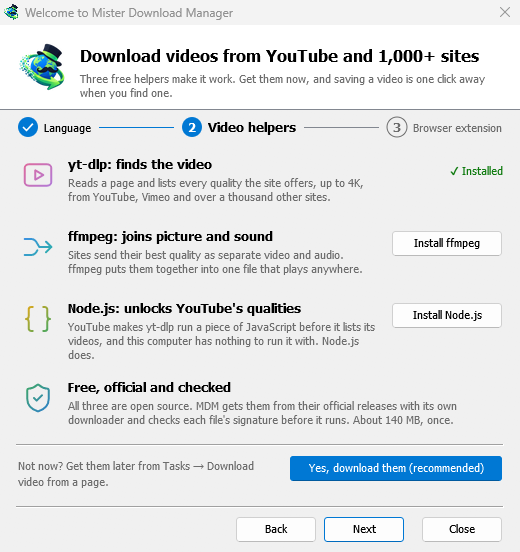 Welcome to Mister Download Manager
Download videos from YouTube and 1,000+ sites
Three free helpers make it work. Get them now, and saving a video is one click away
when you find one.
Language
2
Video helpers
3
Browser extension
yt-dlp: finds the video
Reads a page and lists every quality the site offers, up to 4K,
from YouTube, Vimeo and over a thousand other sites.
✓ Installed
ffmpeg: joins picture and sound
Sites send their best quality as separate video and audio.
ffmpeg puts them together into one file that plays anywhere.
Install ffmpeg
Node.js: unlocks YouTube's qualities
YouTube makes yt-dlp run a piece of JavaScript before it lists its
videos, and this computer has nothing to run it with. Node.js
does.
Install Node.js
Free, official and checked
All three are open source. MDM gets them from their official releases with its own
downloader and checks each file's signature before it runs. About 140 MB, once.
Not now? Get them later from Tasks → Download
video from a page.
Yes, download them (recommended)
Back
Next
Close